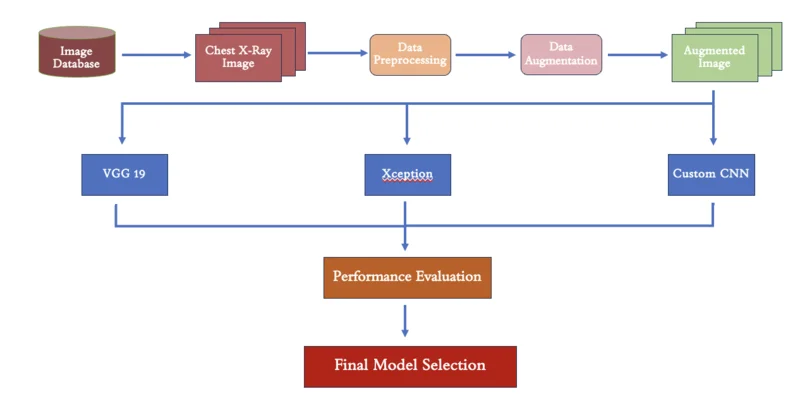 Image
Database
Chest X-Ray
Image
Data
Preprocessing
Data
Augmentation
Augmented
Image
VGG 19
Xception
Custom CNN
Performance Evaluation
Final Model Selection